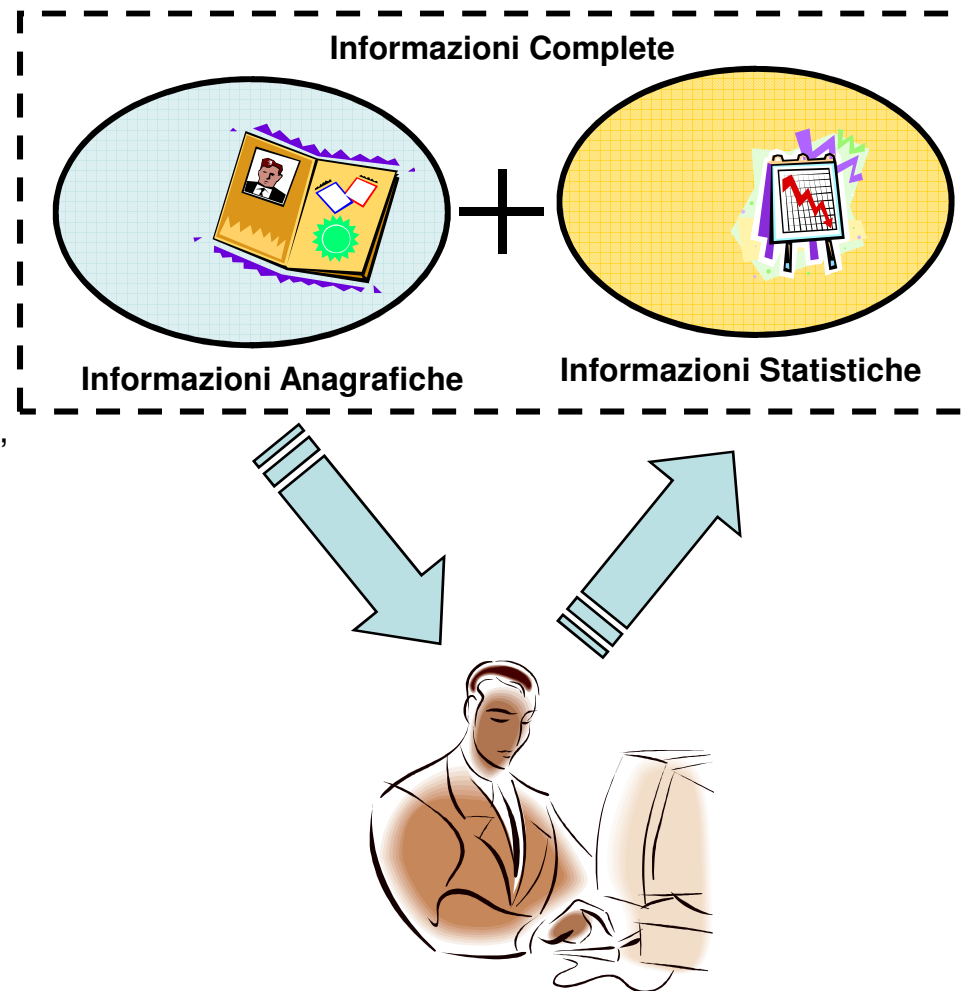 Informazioni Complete
Informazioni Anagrafiche
Informazioni Statistiche
,